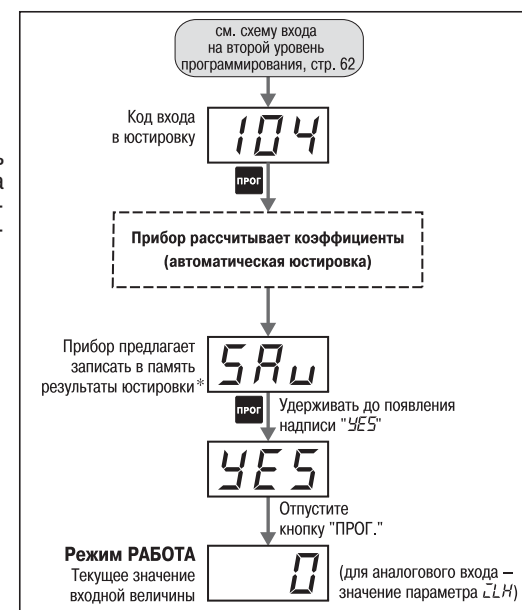 см. схему входа
на второй уровень
программирования, стр. 62
Код входа
в юстировку
104
ПРОГ
ь
а
-
-
Прибор рассчитывает коэффициенты
(автоматическая юстировка)
Прибор предлагает
записать в память
результаты юстировки*
SAu
ПРОГ
Удерживать до появления
надписи "YES"
YES
Отпустите
кнопку "ПРОГ."
Режим РАБОТА
Текущее значение
входной величины
0
(для аналогового входа –
значение параметра )